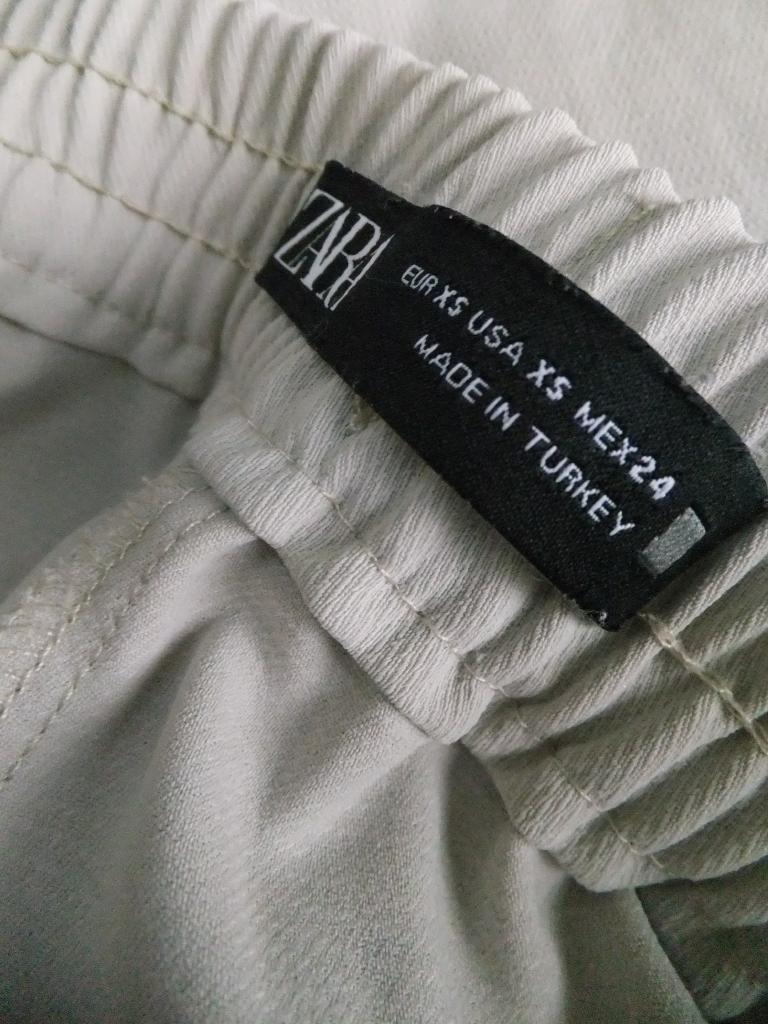 ZARA
EUR XS USA XS MEX 24
MADE IN TURKEY